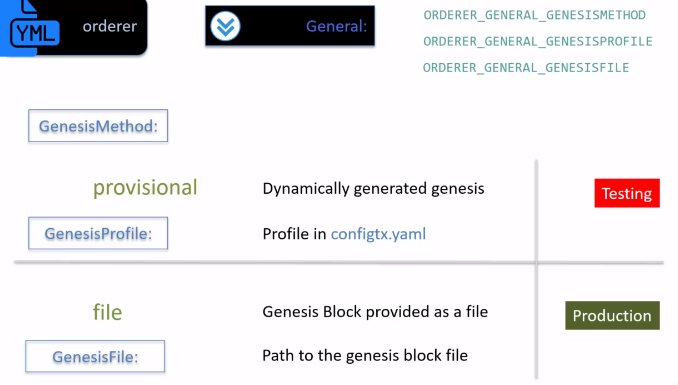 YML orderer
General:
ORDERER_GENERAL_GENESISMETHOD
ORDERER_GENERAL_GENESISPROFILE
ORDERER_GENERAL_GENESISFILE
GenesisMethod:
provisional Dynamically generated genesis Testing
GenesisProfile: Profile in configtx.yaml
file Genesis Block provided as a file Production
GenesisFile: Path to the genesis block file